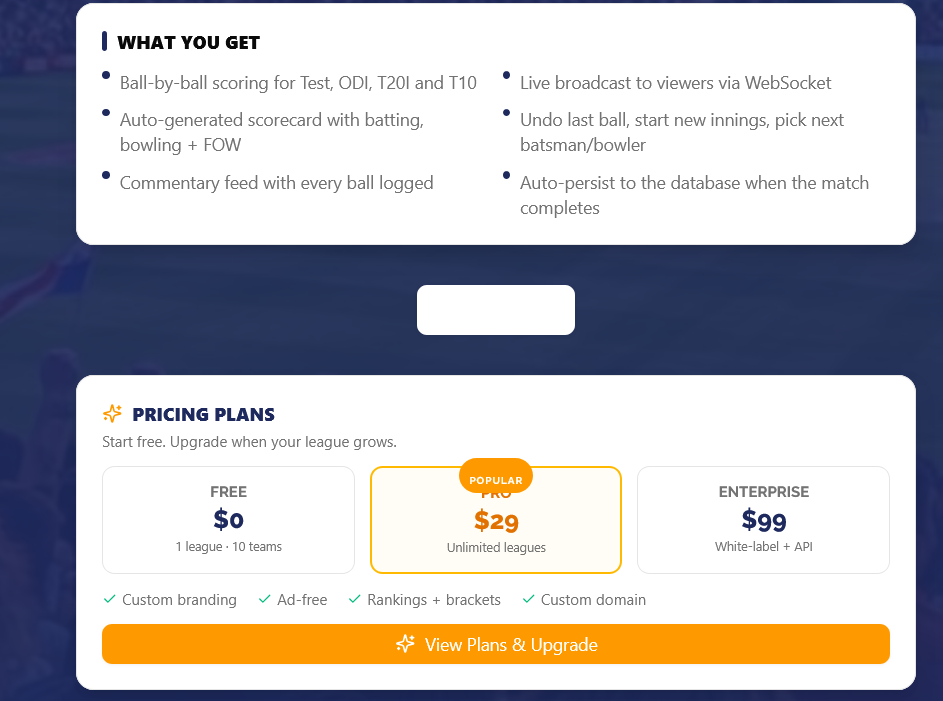 WHAT YOU GET
Ball-by-ball scoring for Test, ODI, T20I and T10
Auto-generated scorecard with batting,
bowling + FOW
Commentary feed with every ball logged
Live broadcast to viewers via WebSocket
Undo last ball, start new innings, pick next
batsman/bowler
Auto-persist to the database when the match
completes
PRICING PLANS
Start free. Upgrade when your league grows.
FREE
$0
1 league · 10 teams
POPULAR
PRO
$29
Unlimited leagues
ENTERPRISE
$99
White-label + API
Custom branding
Ad-free
Rankings + brackets
Custom domain
View Plans & Upgrade